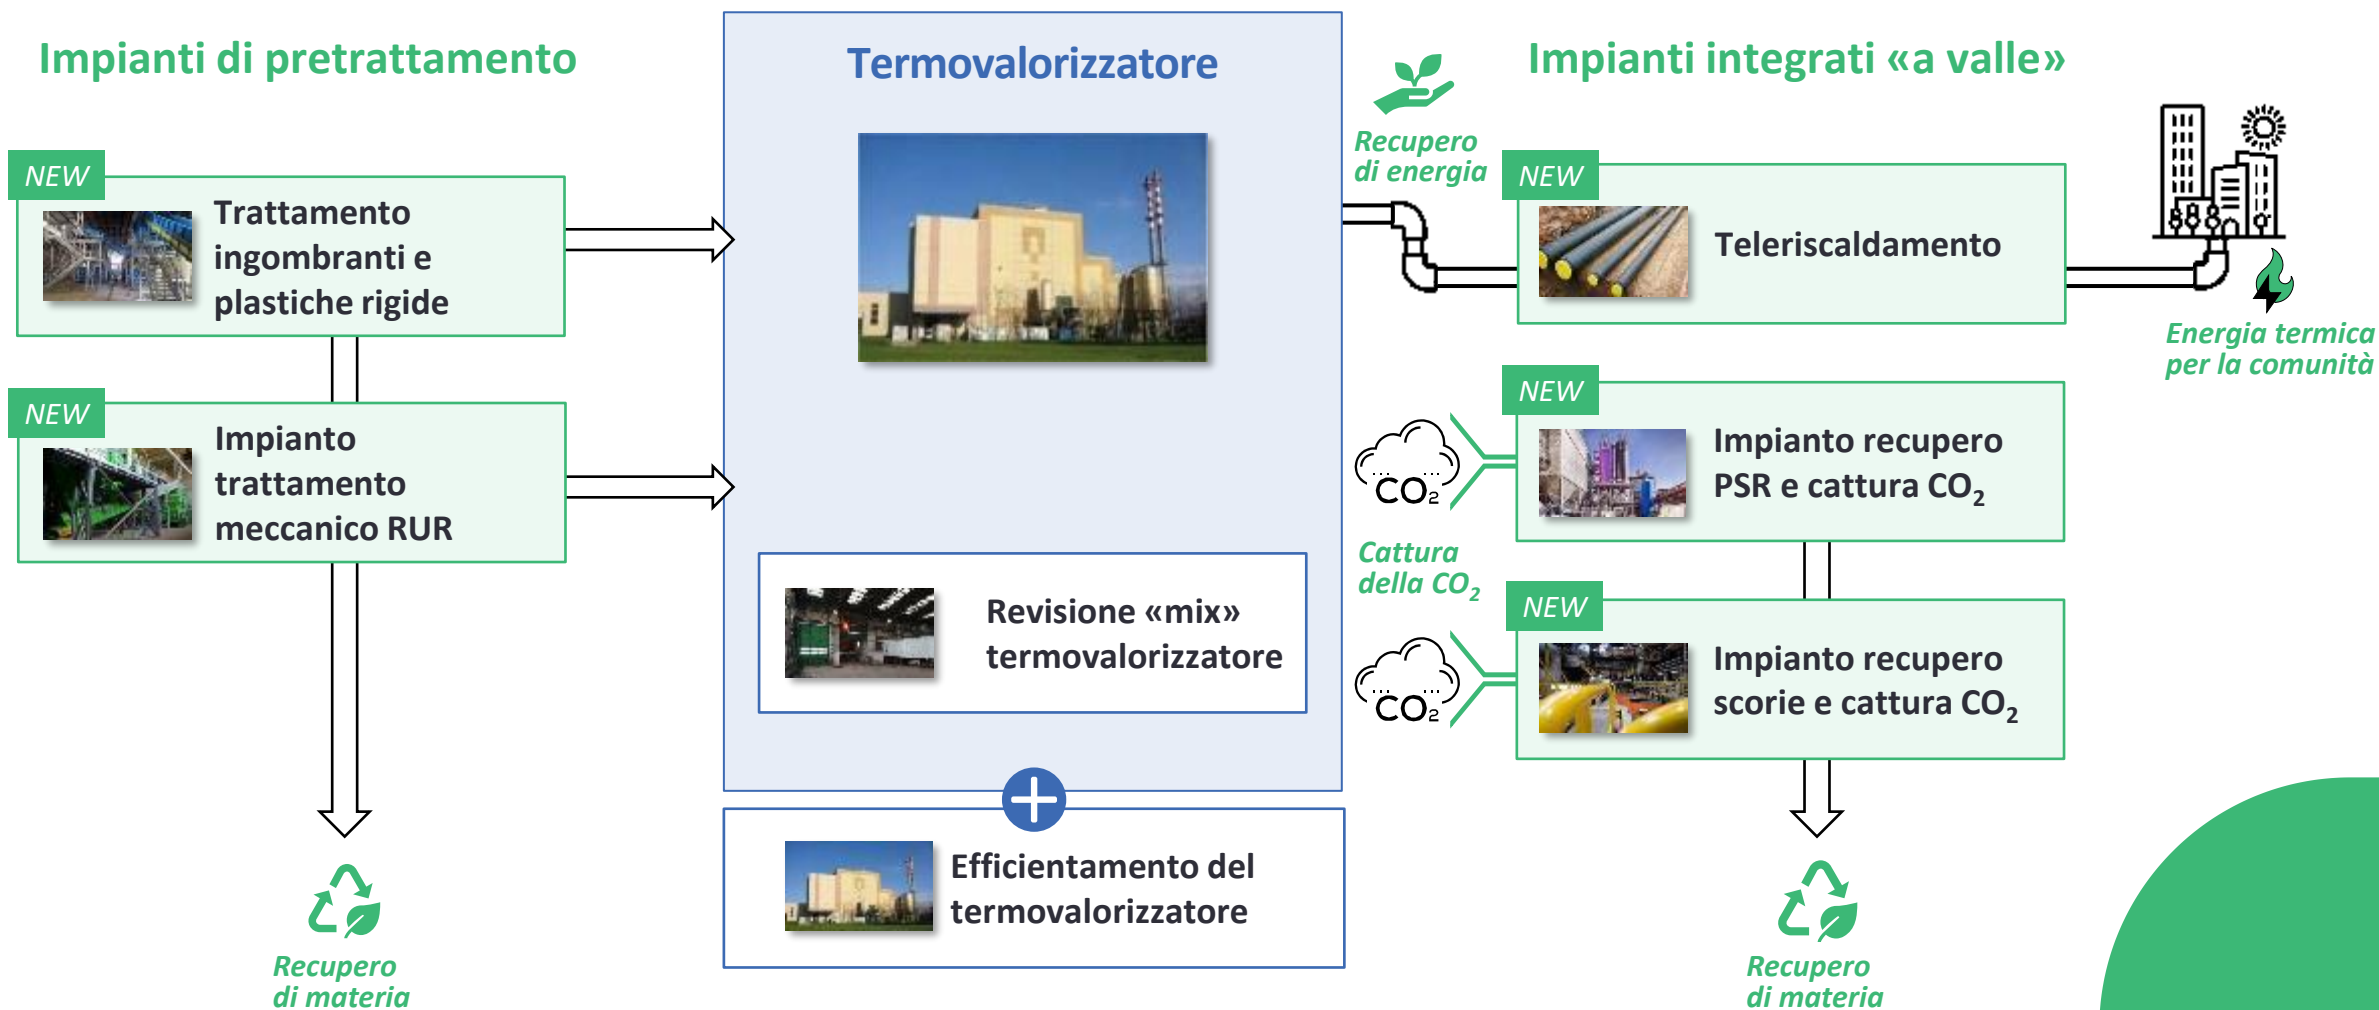 Impianti di pretrattamento
NEW
Trattamento
ingombranti e
plastiche rigide
NEW
Impianto
trattamento
meccanico RUR
Recupero
di materia
Termovalorizzatore
Revisione «mix»
termovalorizzatore
Efficientamento del
termovalorizzatore
Recupero
di energia
Impianti integrati «a valle»
NEW
Teleriscaldamento
Energia termica
per la comunità
CO₂
NEW
Impianto recupero
PSR e cattura CO₂
Cattura
della CO₂
CO₂
NEW
Impianto recupero
scorie e cattura CO₂
Recupero
di materia